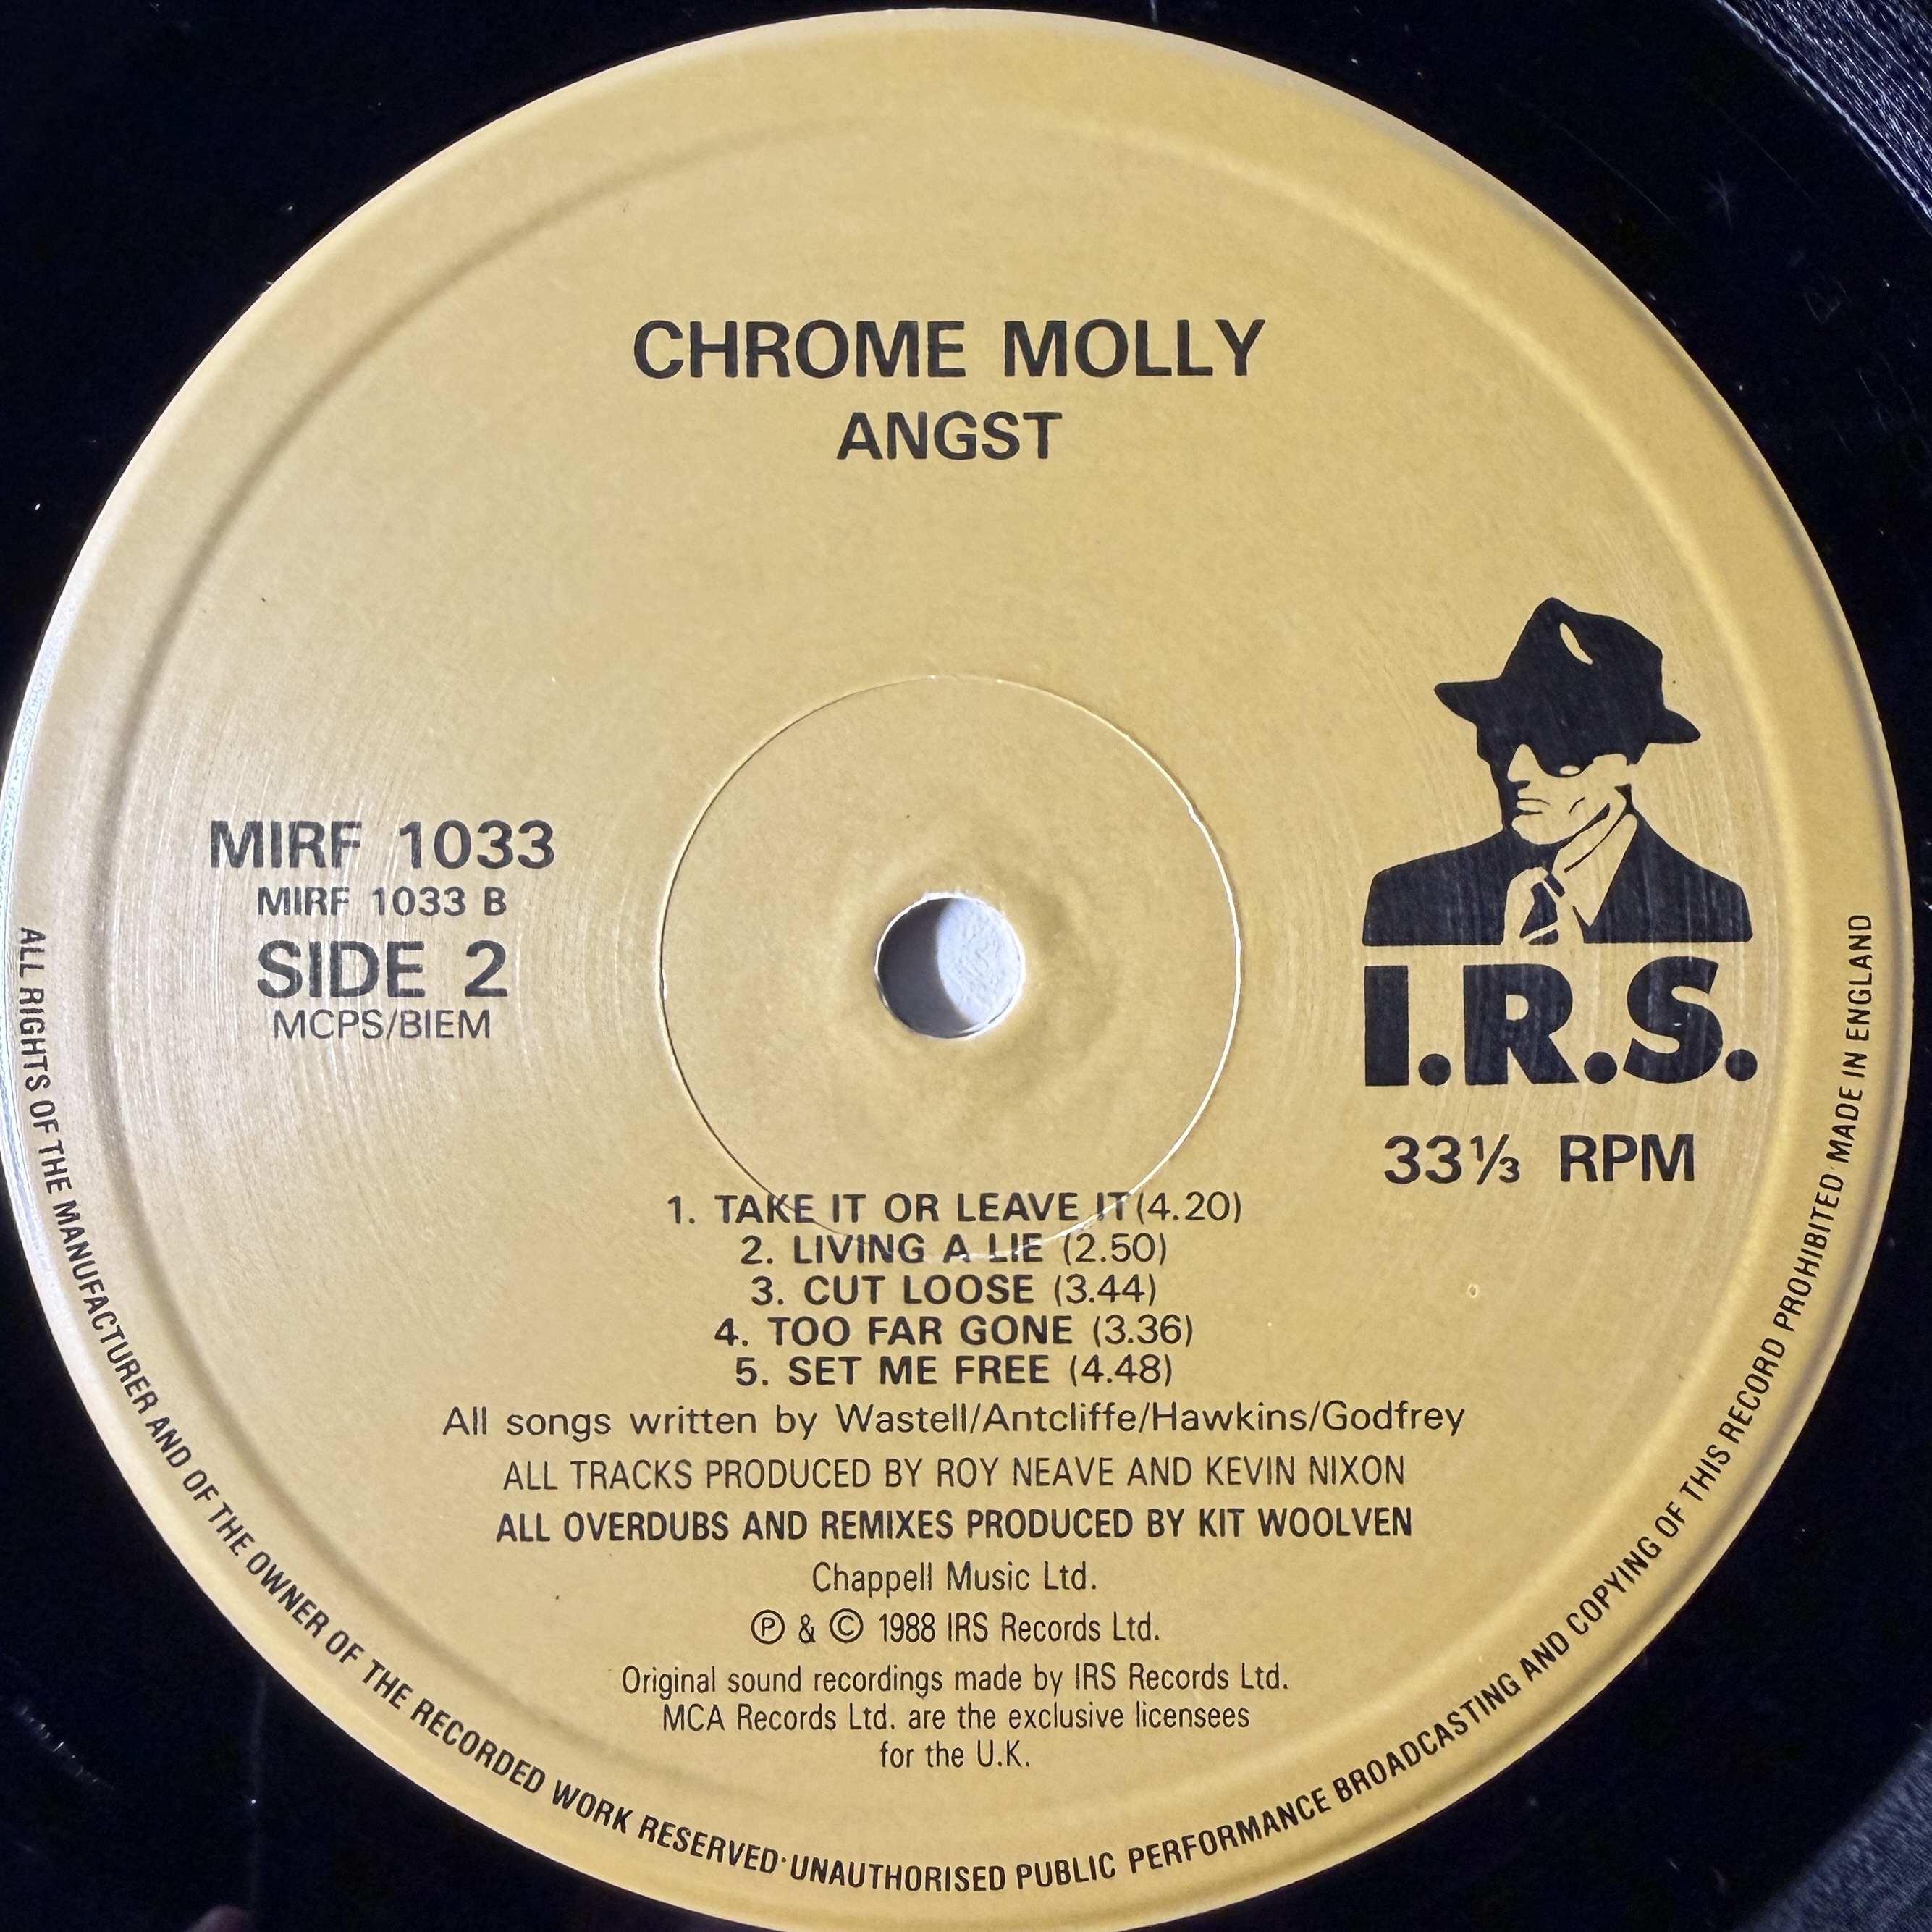 CHROME MOLLY
ANGST
MIRF 1033
MIRF 1033 B
SIDE 2
MCPS/BIEM
I.R.S.
33⅓ RPM
1. TAKE IT OR LEAVE IT (4.20)
2. LIVING A LIE (2.50)
3. CUT LOOSE (3.44)
4. TOO FAR GONE (3.36)
5. SET ME FREE (4.48)
All songs written by Wastell/Antcliffe/Hawkins/Godfrey
ALL TRACKS PRODUCED BY ROY NEAVE AND KEVIN NIXON
ALL OVERDUBS AND REMIXES PRODUCED BY KIT WOOLVEN
Chappell Music Ltd.
Ⓟ & © 1988 IRS Records Ltd.
Original sound recordings made by IRS Records Ltd.
MCA Records Ltd. are the exclusive licensees
for the U.K.
ALL RIGHTS OF THE MANUFACTURER AND OF THE OWNER OF THE RECORDED WORK RESERVED · UNAUTHORISED PUBLIC PERFORMANCE BROADCASTING AND COPYING OF THIS RECORD PROHIBITED · MADE IN ENGLAND